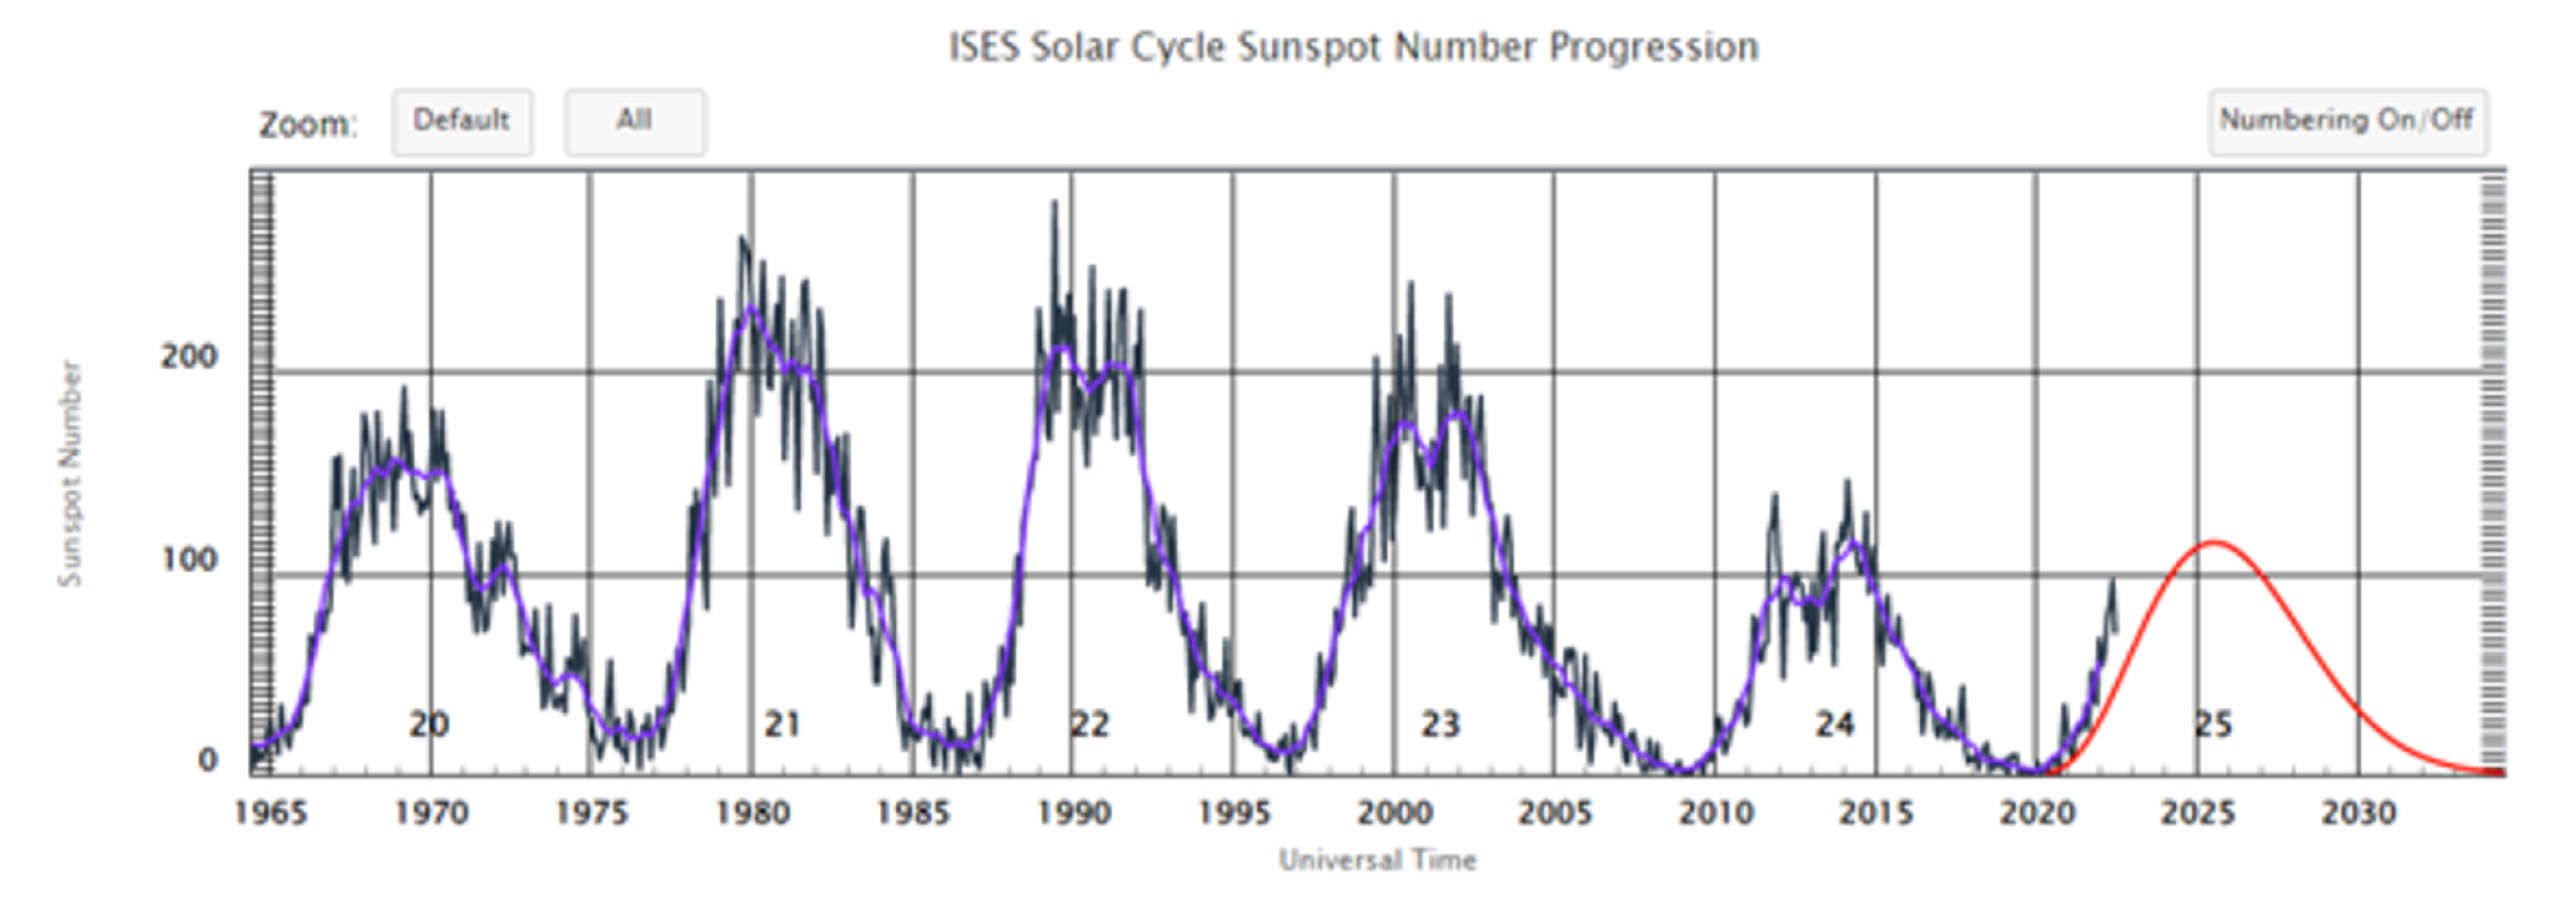 ISES Solar Cycle Sunspot Number Progression
Zoom: Default All Numbering On/Off
Sunspot Number
200
100
0
20 21 22 23 24 25
1965 1970 1975 1980 1985 1990 1995 2000 2005 2010 2015 2020 2025 2030
Universal Time